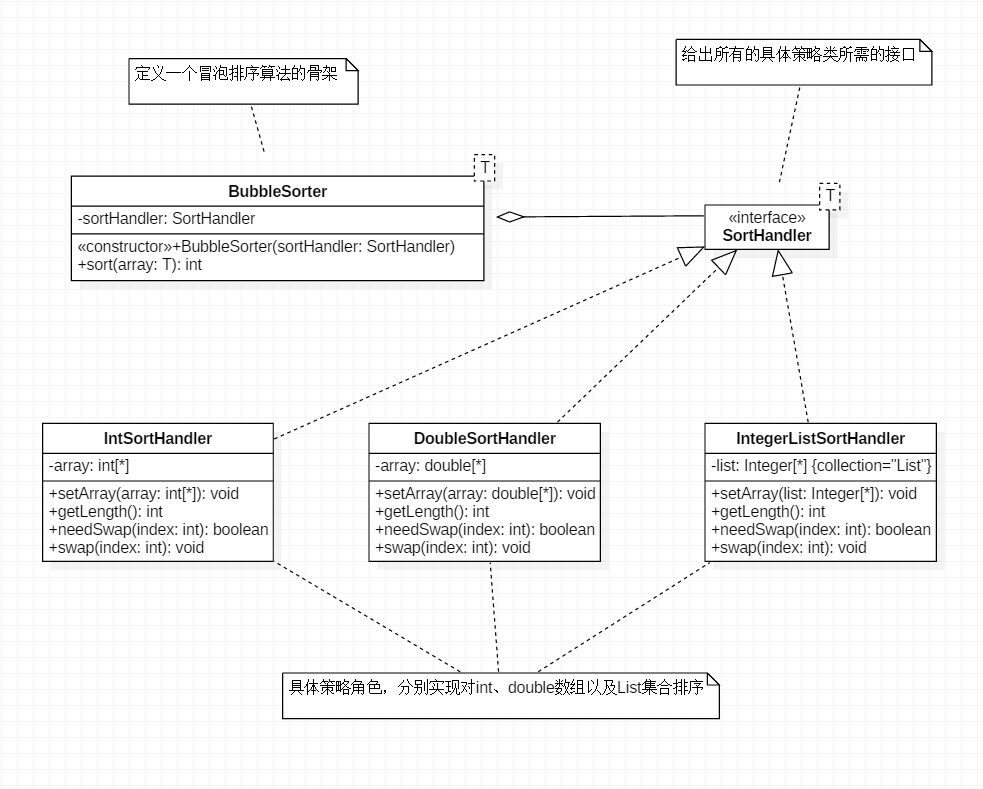 定义一个冒泡排序算法的骨架
给出所有的具体策略类所需的接口
T
BubbleSorter
-sortHandler: SortHandler
«constructor»+BubbleSorter(sortHandler: SortHandler)
+sort(array: T): int
T
«interface»
SortHandler
IntSortHandler
-array: int[*]
+setArray(array: int[*]): void
+getLength(): int
+needSwap(index: int): boolean
+swap(index: int): void
DoubleSortHandler
-array: double[*]
+setArray(array: double[*]): void
+getLength(): int
+needSwap(index: int): boolean
+swap(index: int): void
IntegerListSortHandler
-list: Integer[*] {collection="List"}
+setArray(list: Integer[*]): void
+getLength(): int
+needSwap(index: int): boolean
+swap(index: int): void
具体策略角色，分别实现对int、double数组以及List集合排序